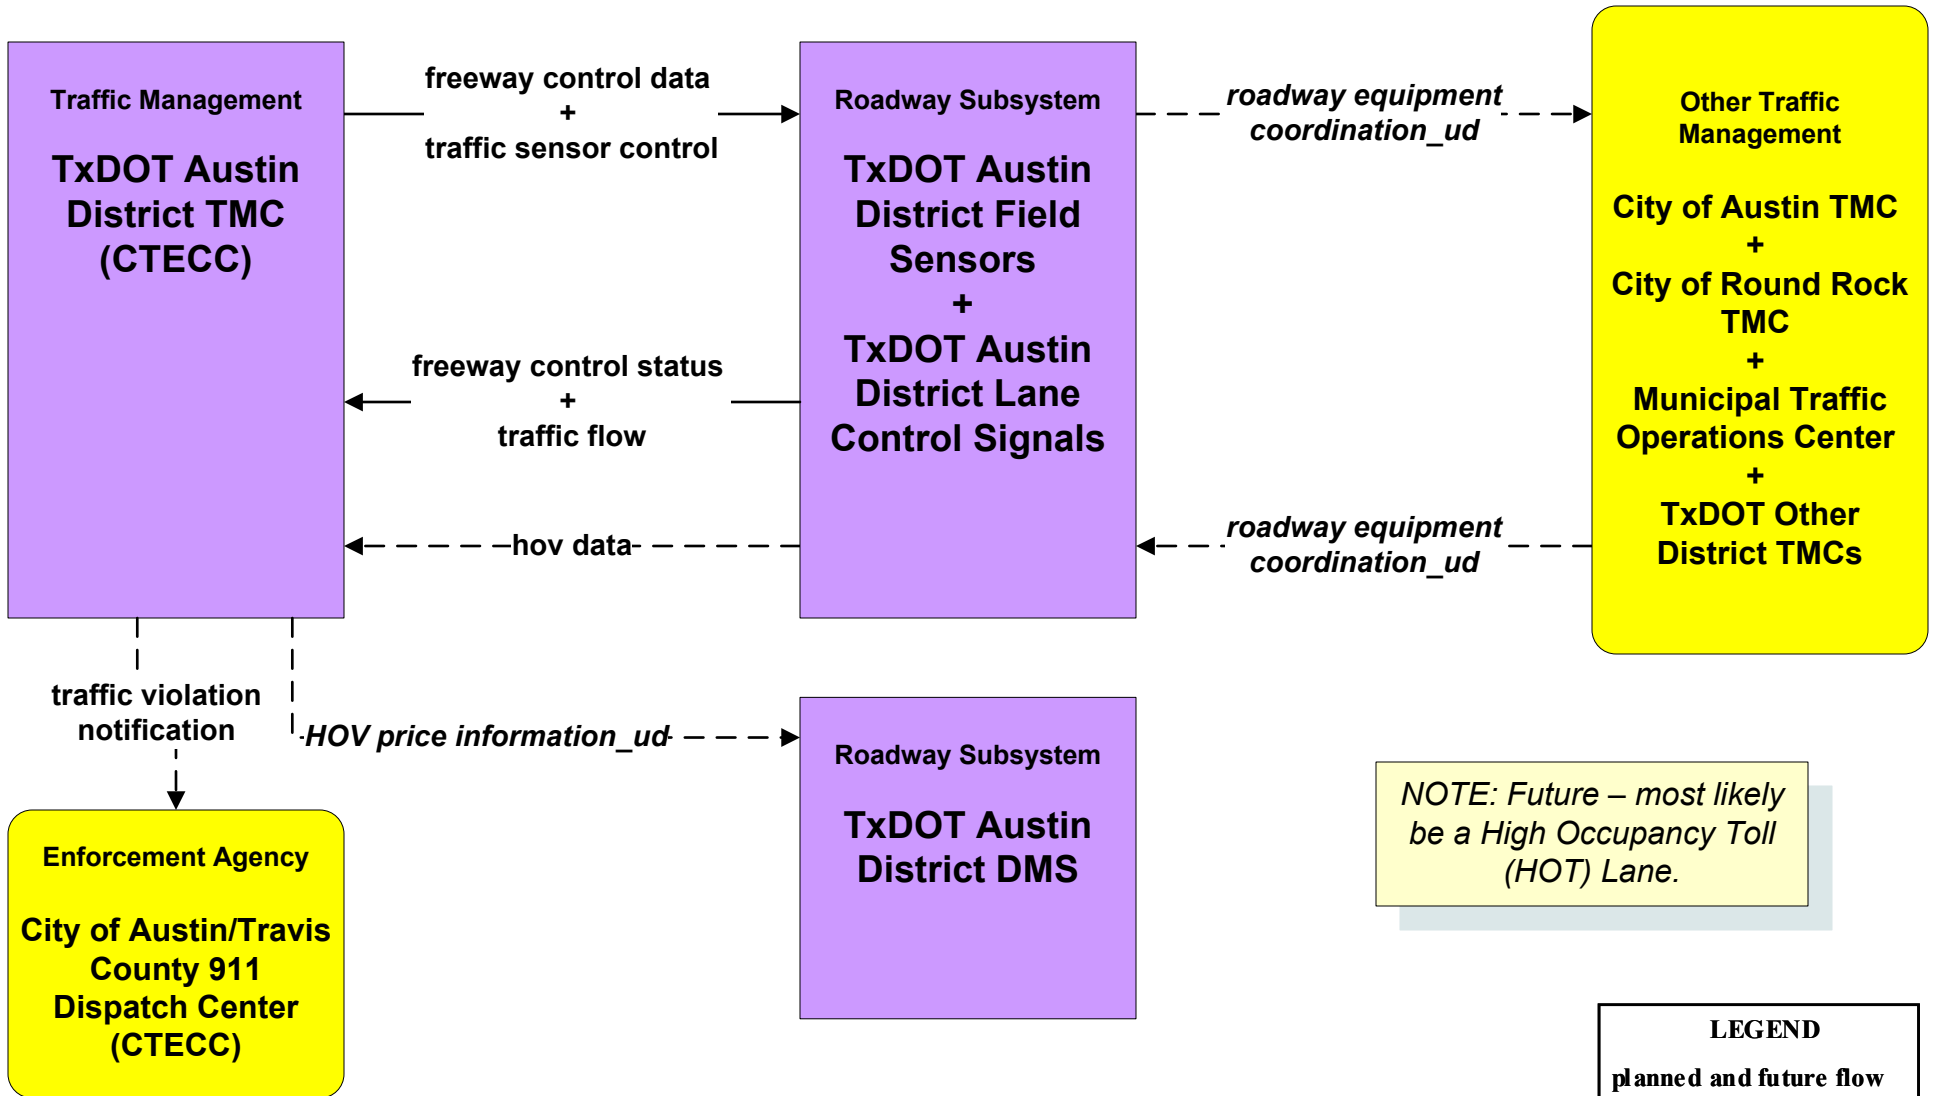 Traffic Management
TxDOT Austin
District TMC
(CTECC)
freeway control data
+
traffic sensor control
freeway control status
+
traffic flow
hov data
Roadway Subsystem
TxDOT Austin
District Field
Sensors
+
TxDOT Austin
District Lane
Control Signals
roadway equipment
coordination_ud
roadway equipment
coordination_ud
Other Traffic
Management
City of Austin TMC
+
City of Round Rock
TMC
+
Municipal Traffic
Operations Center
+
TxDOT Other
District TMCs
traffic violation
notification
HOV price information_ud
Enforcement Agency
City of Austin/Travis
County 911
Dispatch Center
(CTECC)
Roadway Subsystem
TxDOT Austin
District DMS
NOTE: Future – most likely
be a High Occupancy Toll
(HOT) Lane.
LEGEND
planned and future flow